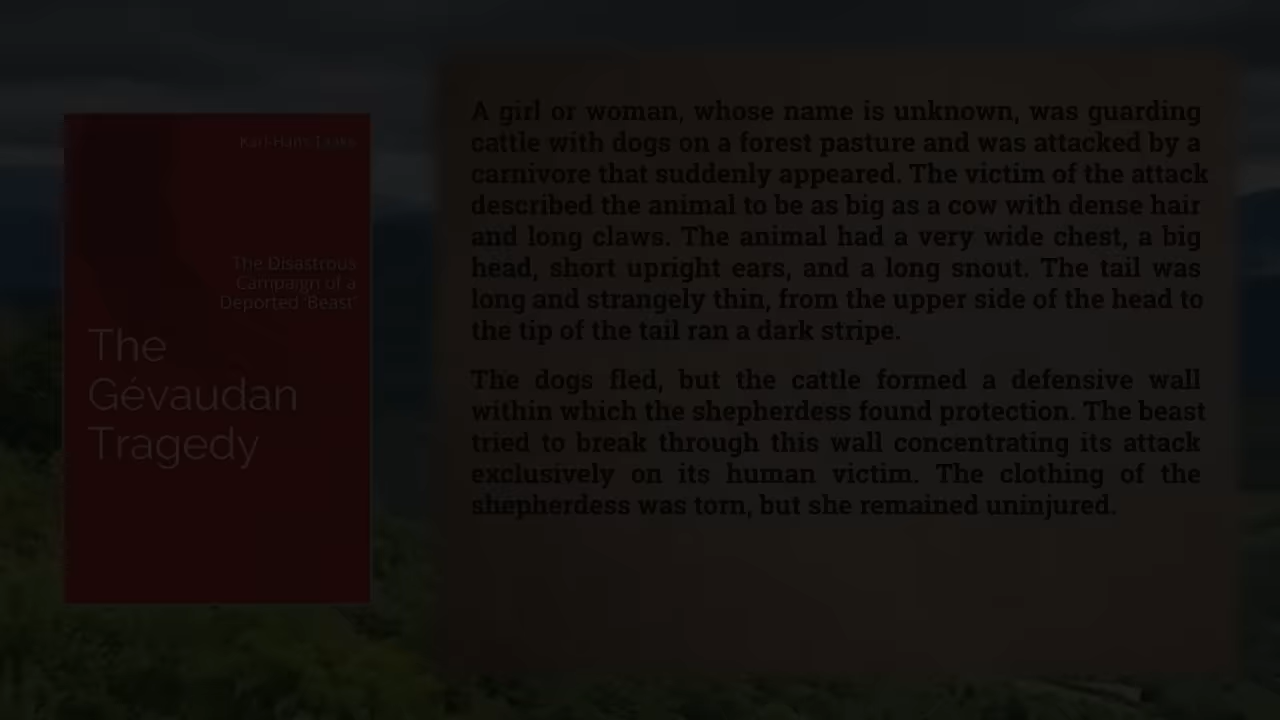 Karl-Hans Taake
The Disastrous
Campaign of a
Deported 'Beast'
The
Gévaudan
Tragedy
A girl or woman, whose name is unknown, was guarding
cattle with dogs on a forest pasture and was attacked by a
carnivore that suddenly appeared. The victim of the attack
described the animal to be as big as a cow with dense hair
and long claws. The animal had a very wide chest, a big
head, short upright ears, and a long snout. The tail was
long and strangely thin, from the upper side of the head to
the tip of the tail ran a dark stripe.
The dogs fled, but the cattle formed a defensive wall
within which the shepherdess found protection. The beast
tried to break through this wall concentrating its attack
exclusively on its human victim. The clothing of the
shepherdess was torn, but she remained uninjured.